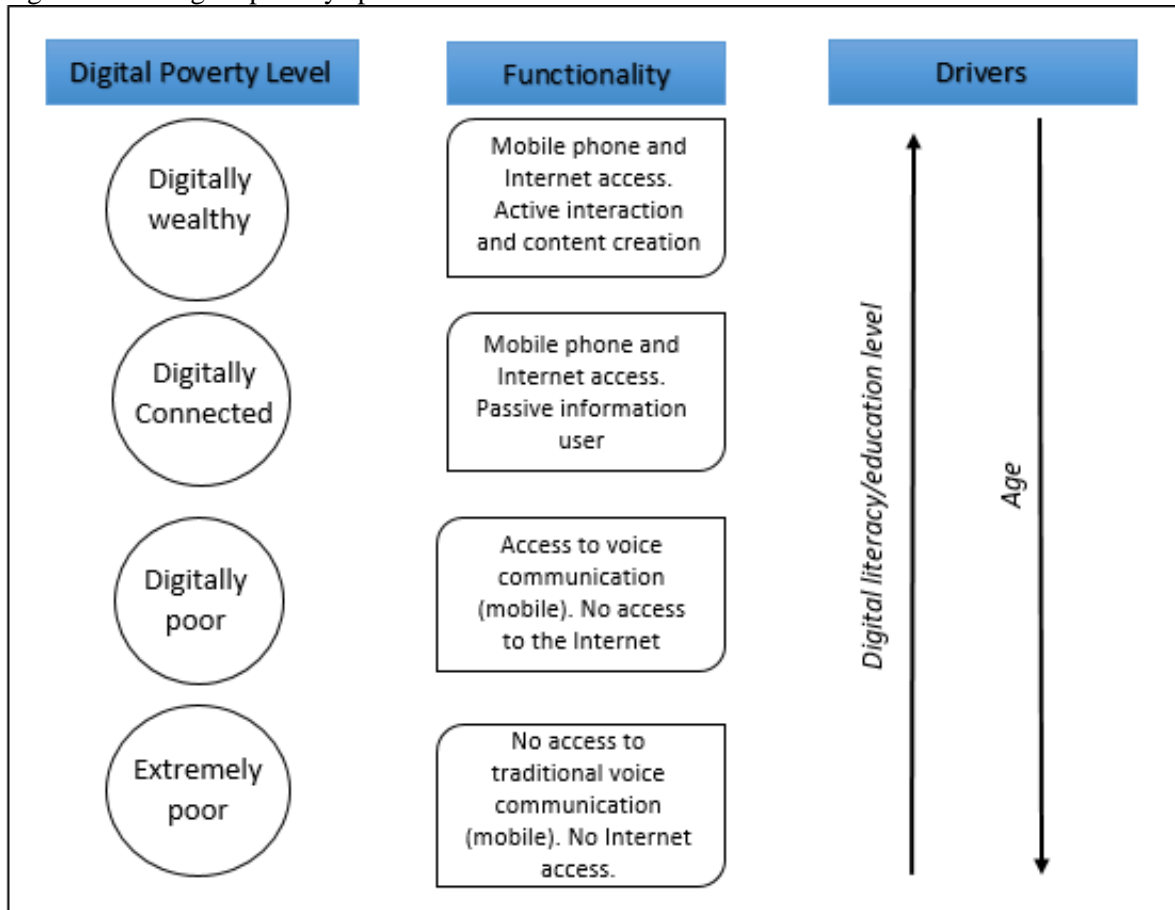 Digital Poverty Level
Functionality
Drivers
Digitally
wealthy
Mobile phone and
Internet access.
Active interaction
and content creation
Digitally
Connected
Mobile phone and
Internet access.
Passive information
user
Digitally
poor
Access to voice
communication
(mobile). No access
to the Internet
Extremely
poor
No access to
traditional voice
communication
(mobile). No Internet
access.
Digital literacy/education level
Age